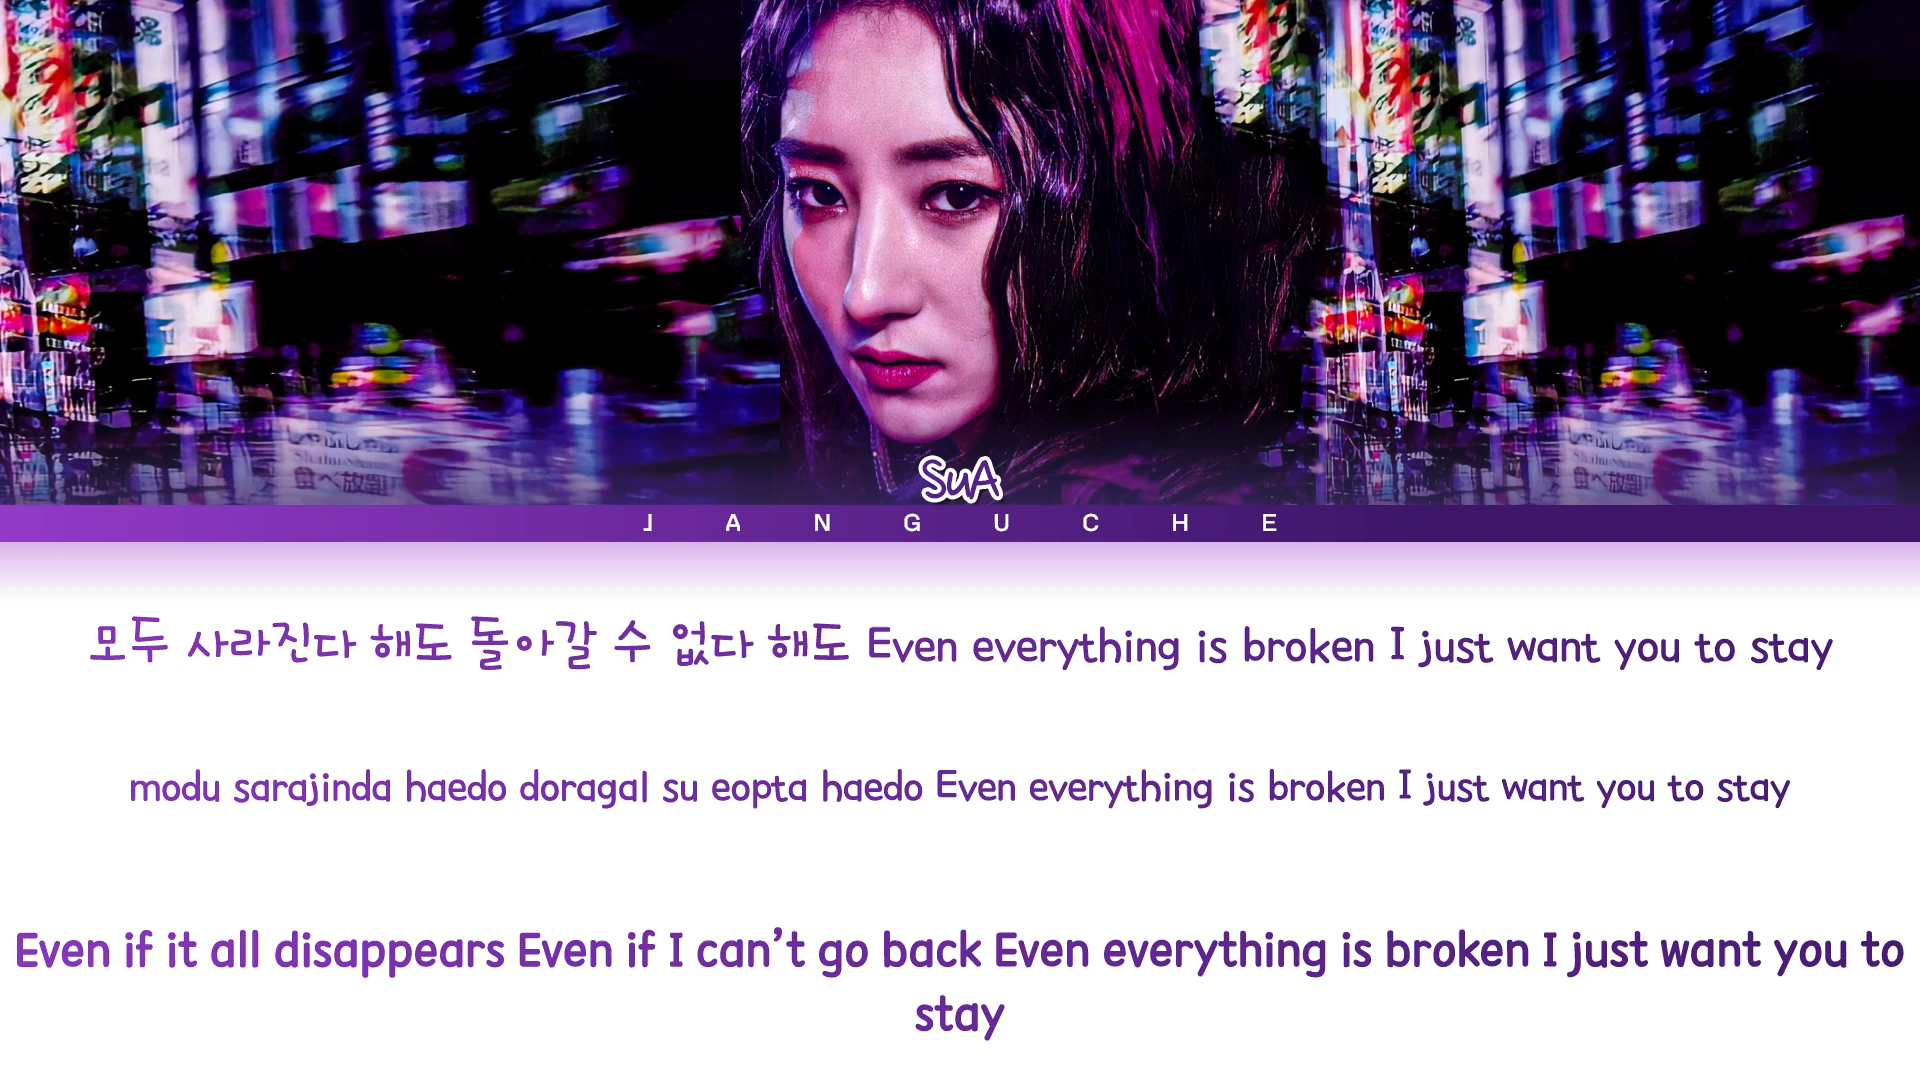 SuA
JANGUCHE
모두 사라진다 해도 돌아갈 수 없다 해도 Even everything is broken I just want you to stay
modu sarajinda haedo doragal su eopta haedo Even everything is broken I just want you to stay
Even if it all disappears Even if I can’t go back Even everything is broken I just want you to
stay